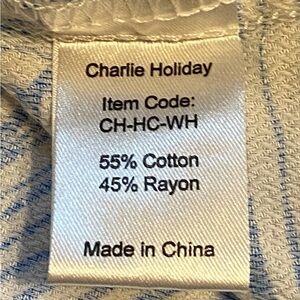 Charlie Holiday
Item Code:
CH-HC-WH
55% Cotton
45% Rayon
Made in China